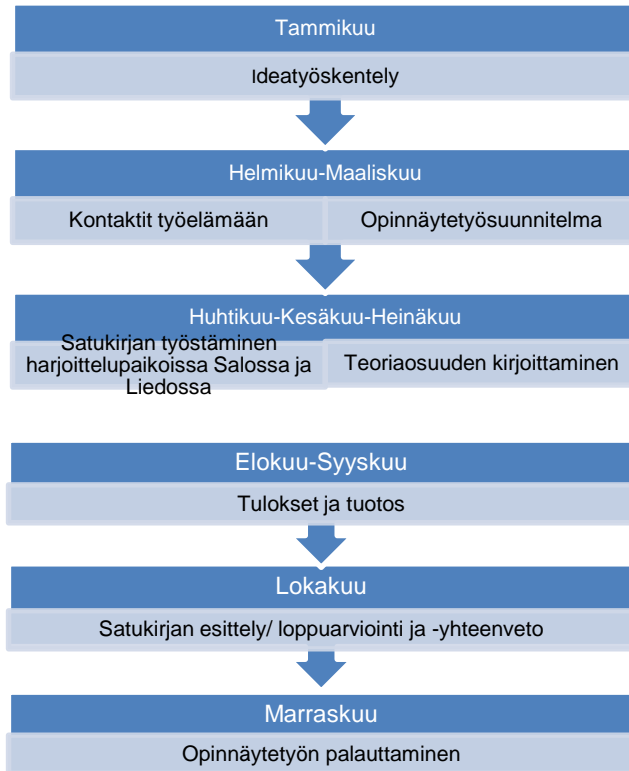 Tammikuu
Ideatyöskentely
Helmikuu-Maaliskuu
Kontaktit työelämään
Opinnäytetyösuunnitelma
Huhtikuu-Kesäkuu-Heinäkuu
Satukirjan työstäminen
harjoittelupaikoissa Salossa ja
Liedossa
Teoriaosuuden kirjoittaminen
Elokuu-Syyskuu
Tulokset ja tuotos
Lokakuu
Satukirjan esittely/ loppuarviointi ja -yhteenveto
Marraskuu
Opinnäytetyön palauttaminen